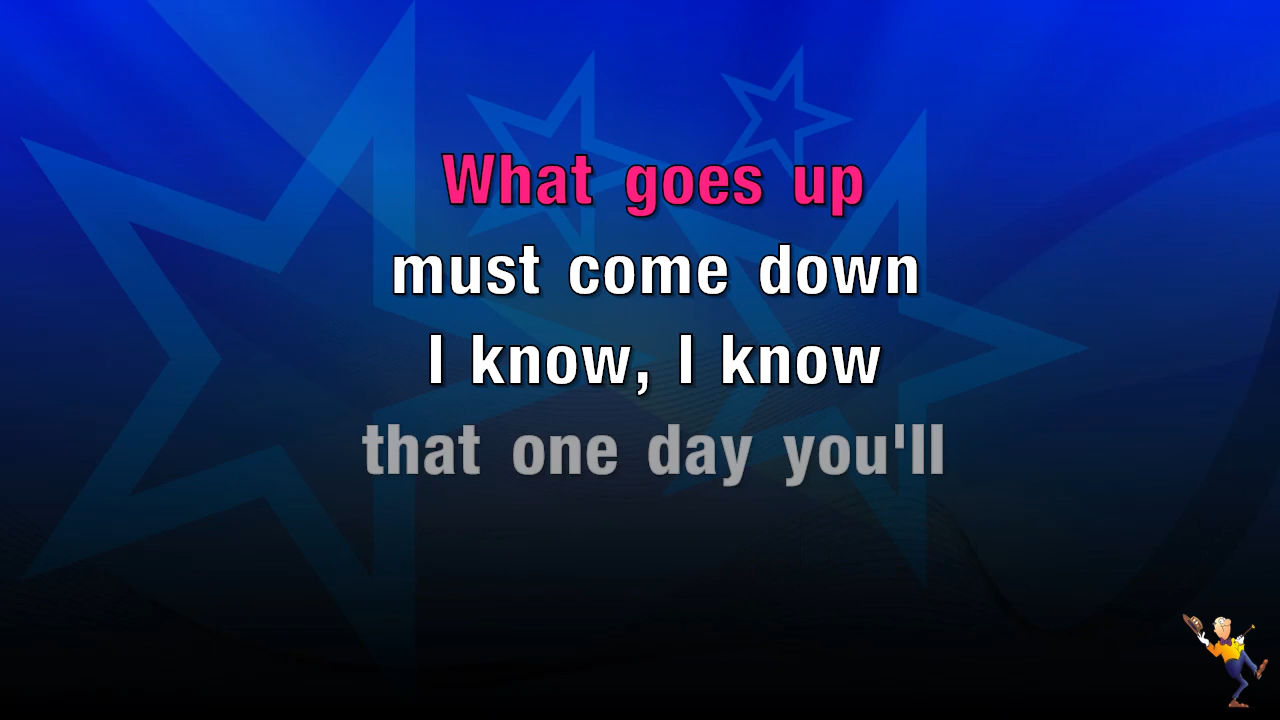 What goes up
must come down
I know, I know
that one day you'll